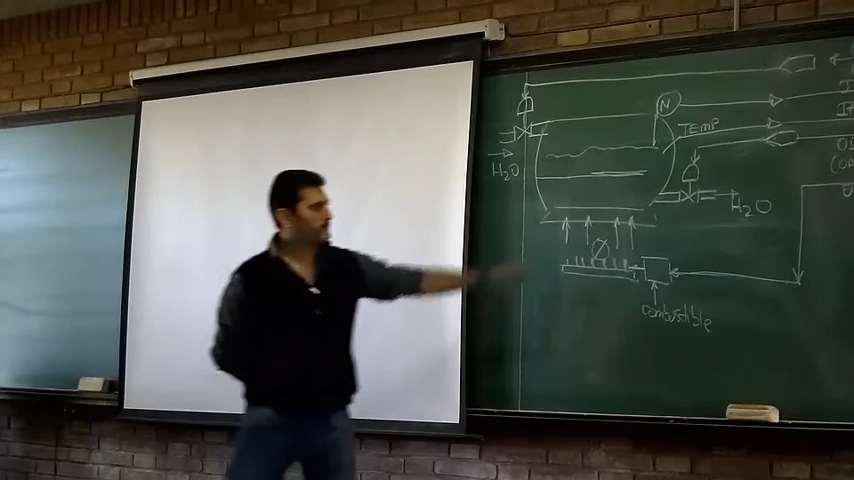 N
TEMP
H2O
H2O
combustible